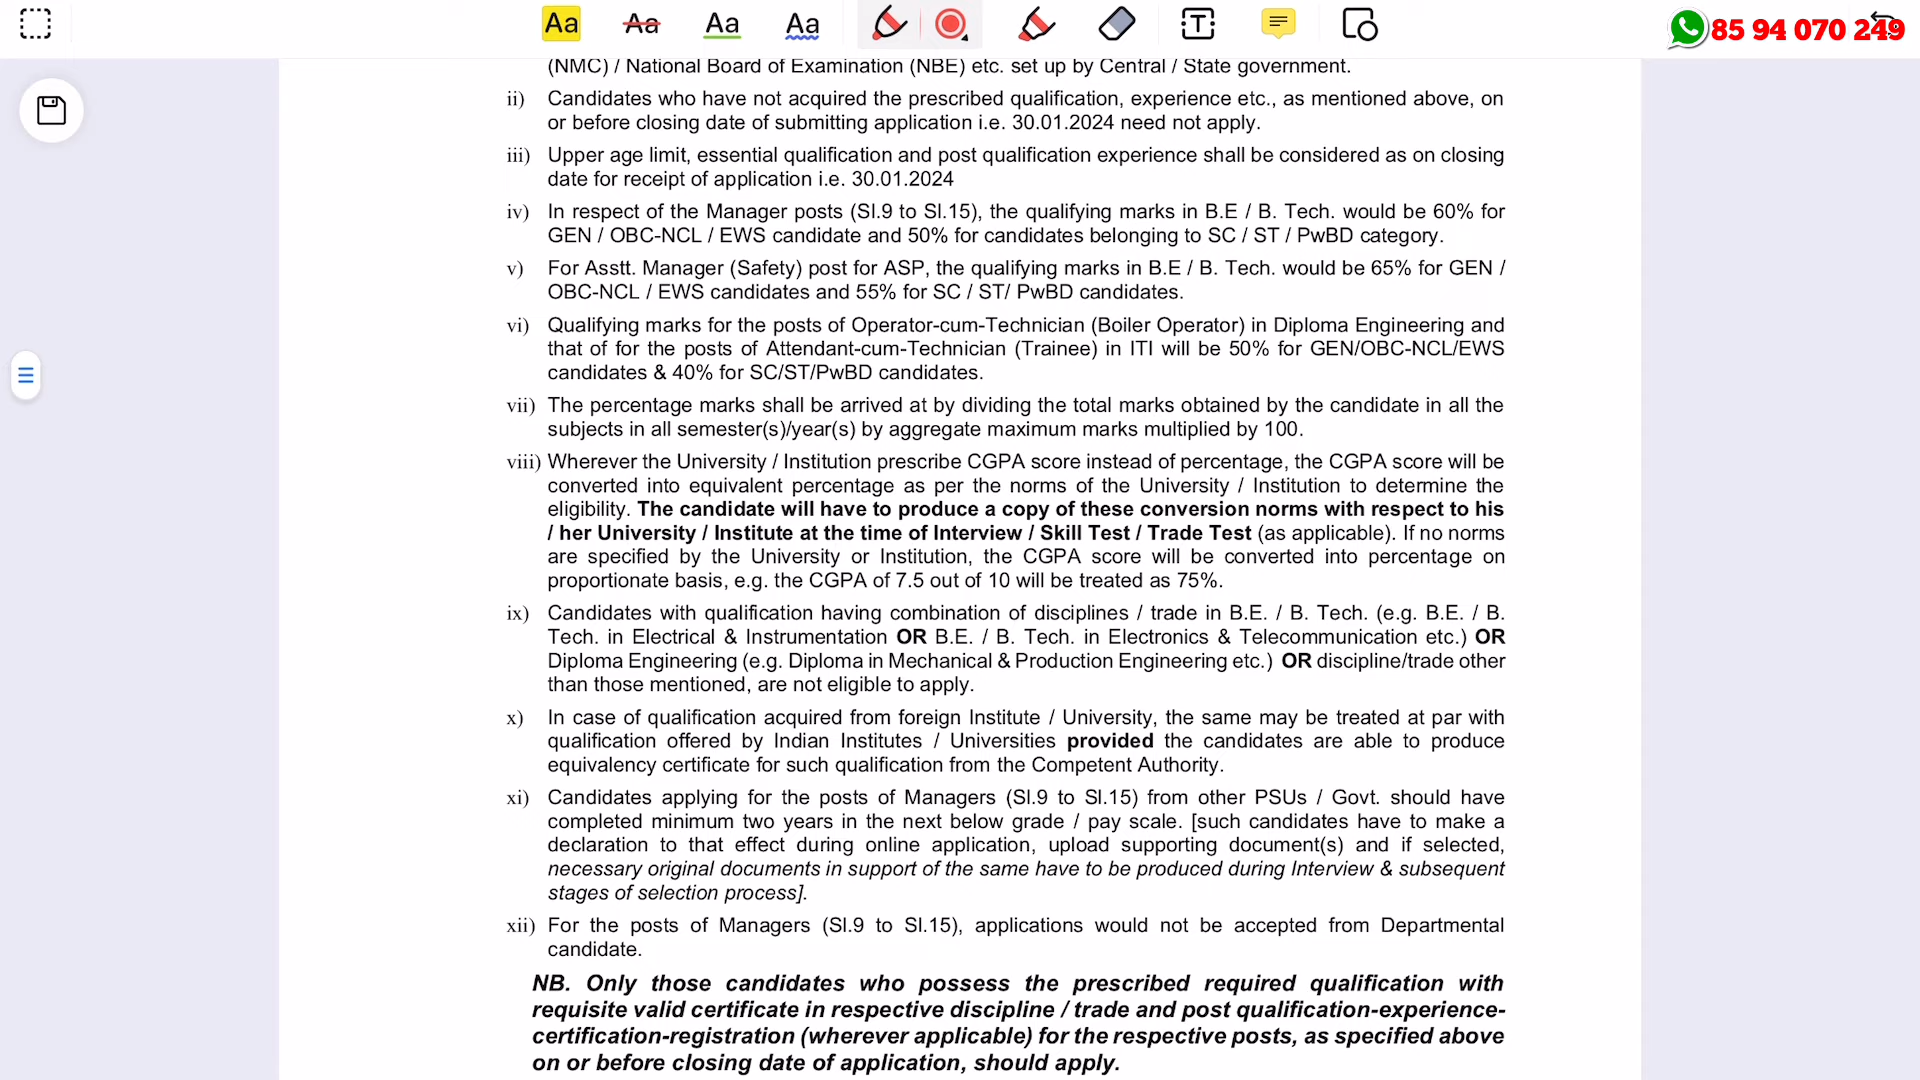 Aa Aa Aa Aa T
85 94 070 249
(NMC) / National Board of Examination (NBE) etc. set up by Central / State government.
ii) Candidates who have not acquired the prescribed qualification, experience etc., as mentioned above, on
or before closing date of submitting application i.e. 30.01.2024 need not apply.
iii) Upper age limit, essential qualification and post qualification experience shall be considered as on closing
date for receipt of application i.e. 30.01.2024
iv) In respect of the Manager posts (Sl.9 to Sl.15), the qualifying marks in B.E / B. Tech. would be 60% for
GEN / OBC-NCL / EWS candidate and 50% for candidates belonging to SC / ST / PwBD category.
v) For Asstt. Manager (Safety) post for ASP, the qualifying marks in B.E / B. Tech. would be 65% for GEN /
OBC-NCL / EWS candidates and 55% for SC / ST/ PwBD candidates.
vi) Qualifying marks for the posts of Operator-cum-Technician (Boiler Operator) in Diploma Engineering and
that of for the posts of Attendant-cum-Technician (Trainee) in ITI will be 50% for GEN/OBC-NCL/EWS
candidates & 40% for SC/ST/PwBD candidates.
vii) The percentage marks shall be arrived at by dividing the total marks obtained by the candidate in all the
subjects in all semester(s)/year(s) by aggregate maximum marks multiplied by 100.
viii) Wherever the University / Institution prescribe CGPA score instead of percentage, the CGPA score will be
converted into equivalent percentage as per the norms of the University / Institution to determine the
eligibility. The candidate will have to produce a copy of these conversion norms with respect to his
/ her University / Institute at the time of Interview / Skill Test / Trade Test (as applicable). If no norms
are specified by the University or Institution, the CGPA score will be converted into percentage on
proportionate basis, e.g. the CGPA of 7.5 out of 10 will be treated as 75%.
ix) Candidates with qualification having combination of disciplines / trade in B.E. / B. Tech. (e.g. B.E. / B.
Tech. in Electrical & Instrumentation OR B.E. / B. Tech. in Electronics & Telecommunication etc.) OR
Diploma Engineering (e.g. Diploma in Mechanical & Production Engineering etc.) OR discipline/trade other
than those mentioned, are not eligible to apply.
x) In case of qualification acquired from foreign Institute / University, the same may be treated at par with
qualification offered by Indian Institutes / Universities provided the candidates are able to produce
equivalency certificate for such qualification from the Competent Authority.
xi) Candidates applying for the posts of Managers (Sl.9 to Sl.15) from other PSUs / Govt. should have
completed minimum two years in the next below grade / pay scale. [such candidates have to make a
declaration to that effect during online application, upload supporting document(s) and if selected,
necessary original documents in support of the same have to be produced during Interview & subsequent
stages of selection process].
xii) For the posts of Managers (Sl.9 to Sl.15), applications would not be accepted from Departmental
candidate.
NB. Only those candidates who possess the prescribed required qualification with
requisite valid certificate in respective discipline / trade and post qualification-experience-
certification-registration (wherever applicable) for the respective posts, as specified above
on or before closing date of application, should apply.